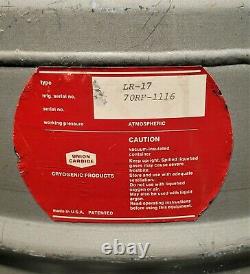 type LR-17
mfg. serial no. 70RP-1116
serial no.
working pressure ATMOSPHERIC
CAUTION
vacuum-insulated
container
Keep upright. Spilled liquefied
gases may cause severe
frostbite.
Store and use with adequate
ventilation.
Do not use with liquefied
oxygen or air.
May also be used with liquid
argon.
Read operating instructions
before using this equipment.
UNION
CARBIDE
CRYOGENIC PRODUCTS
Made in U.S.A. PATENTED